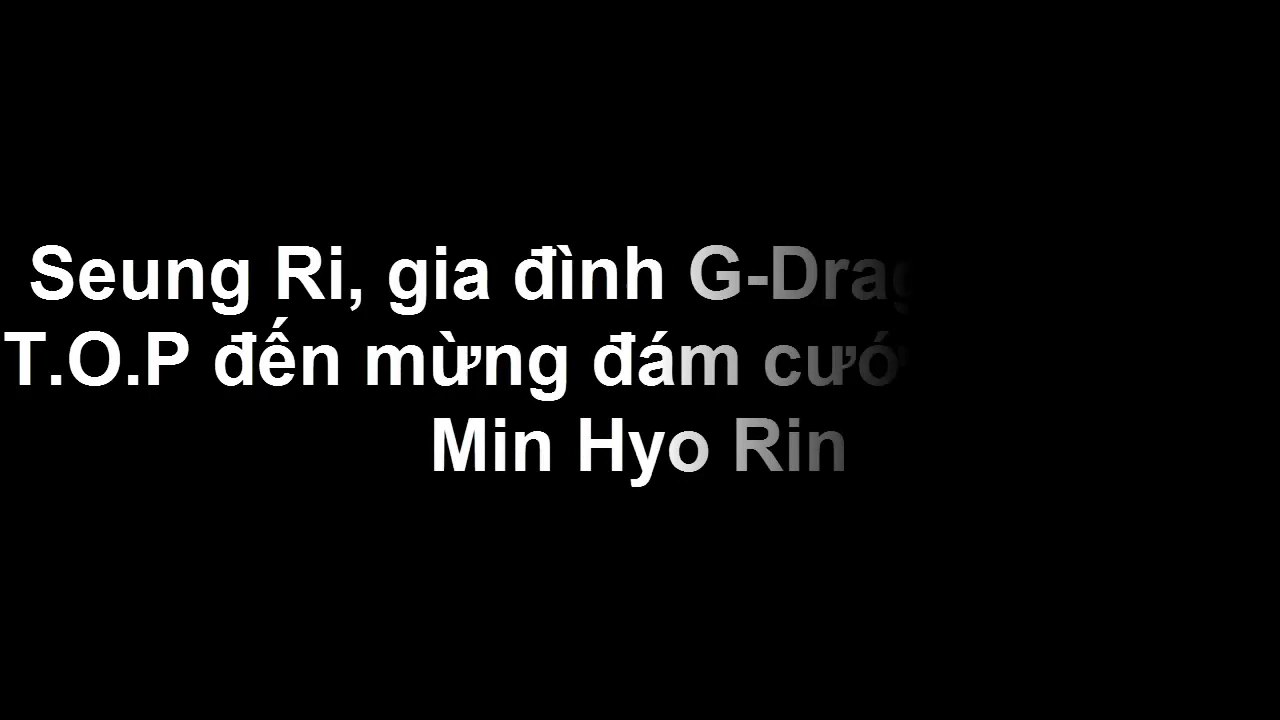 Seung Ri, gia đình
T.O.P đến mừng đám
Min Hyo Rin